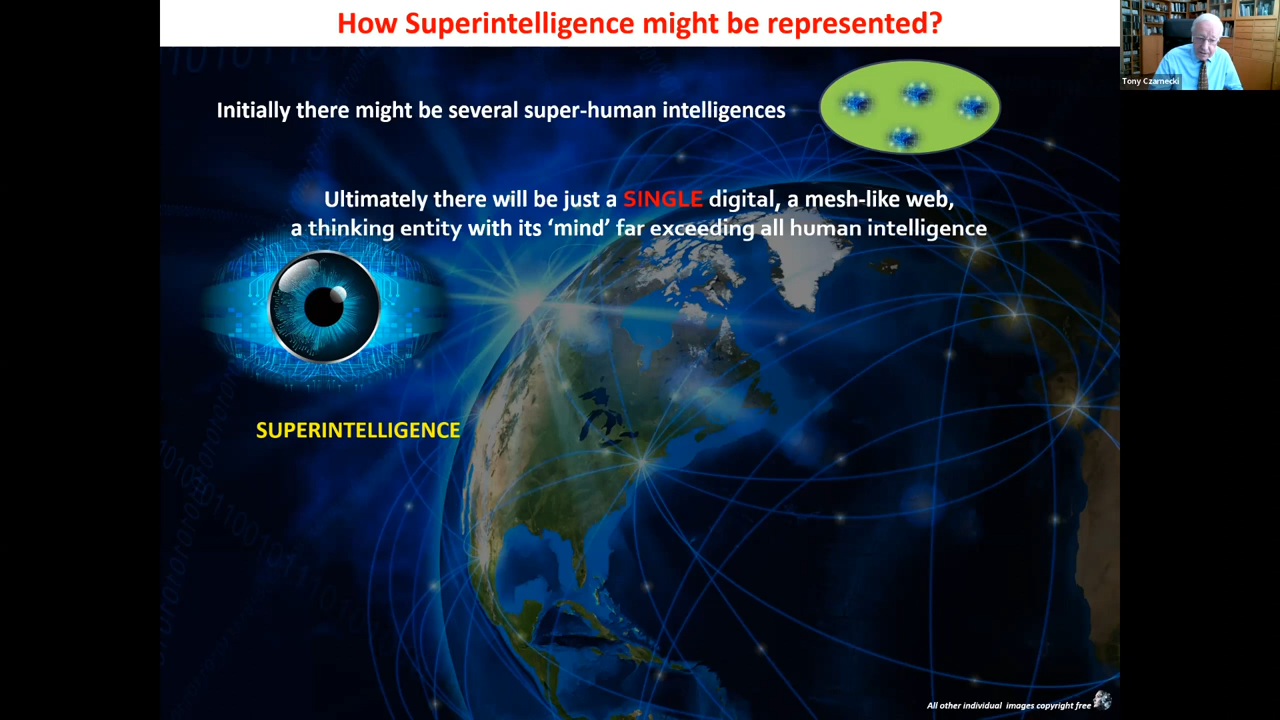 How Superintelligence might be represented?
Tony Czarnecki
Initially there might be several super-human intelligences
Ultimately there will be just a SINGLE digital, a mesh-like web,
a thinking entity with its ‘mind’ far exceeding all human intelligence
SUPERINTELLIGENCE
All other individual images copyright free